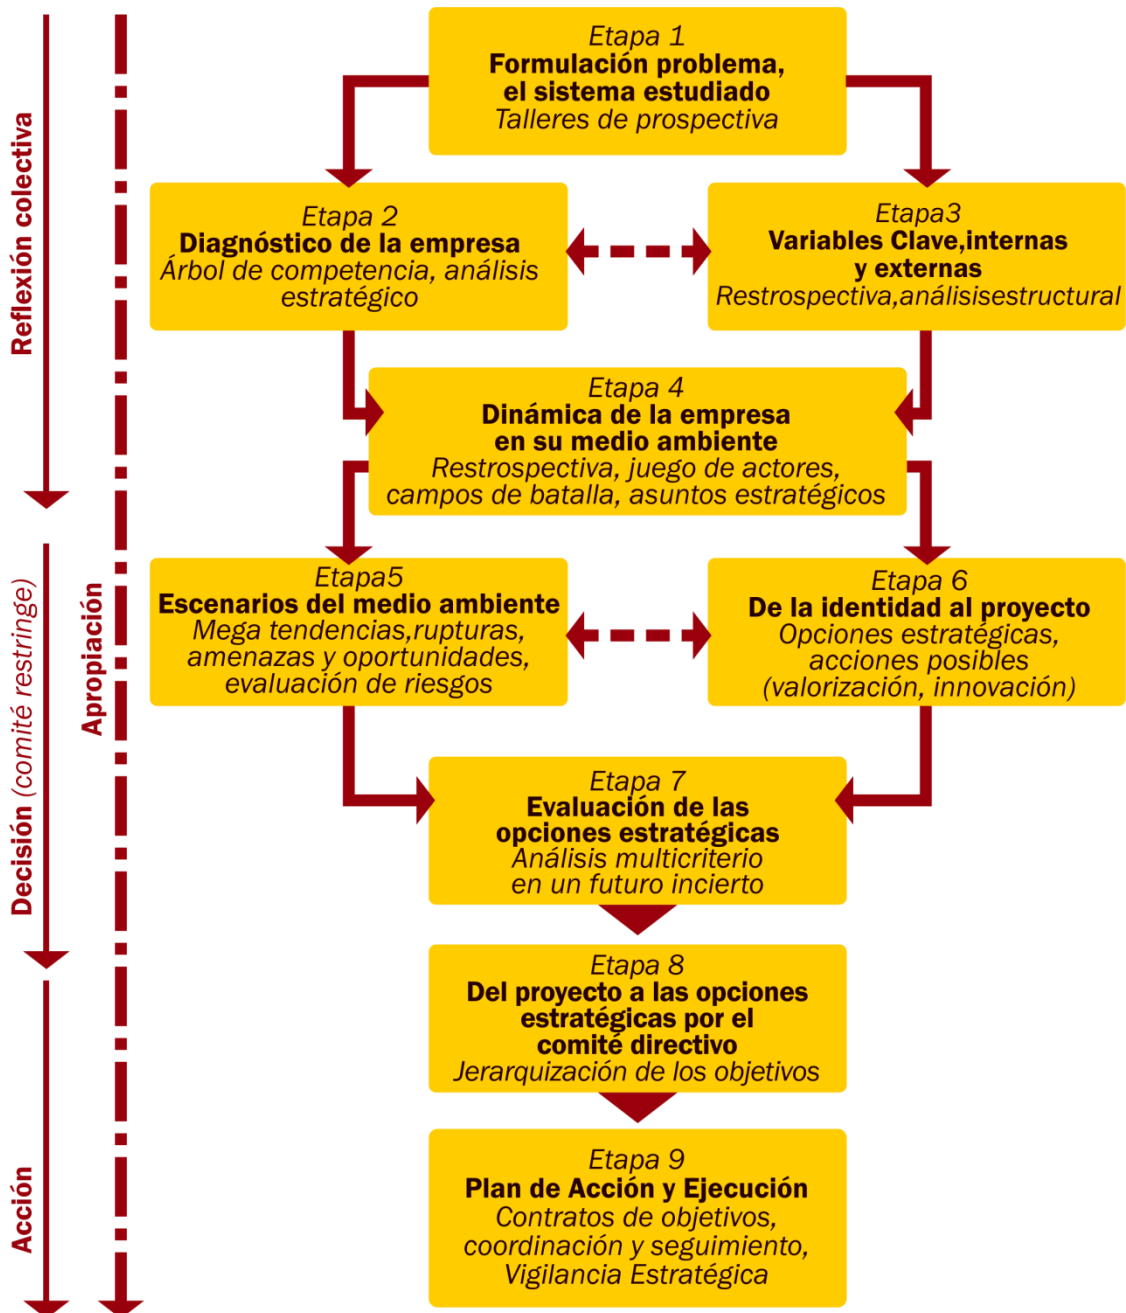 Etapa 1
Formulación problema,
el sistema estudiado
Talleres de prospectiva
Etapa 2
Diagnóstico de la empresa
Árbol de competencia, análisis
estratégico
Etapa3
Variables Clave,internas
y externas
Restrospectiva,análisisestructural
Etapa 4
Dinámica de la empresa
en su medio ambiente
Restrospectiva, juego de actores,
campos de batalla, asuntos estratégicos
Etapa5
Escenarios del medio ambiente
Mega tendencias,rupturas,
amenazas y oportunidades,
evaluación de riesgos
Etapa 6
De la identidad al proyecto
Opciones estratégicas,
acciones posibles
(valorización, innovación)
Etapa 7
Evaluación de las
opciones estratégicas
Análisis multicriterio
en un futuro incierto
Etapa 8
Del proyecto a las opciones
estratégicas por el
comité directivo
Jerarquización de los objetivos
Etapa 9
Plan de Acción y Ejecución
Contratos de objetivos,
coordinación y seguimiento,
Vigilancia Estratégica
Reflexión colectiva
Decisión (comité restringe)
Acción
Apropiación